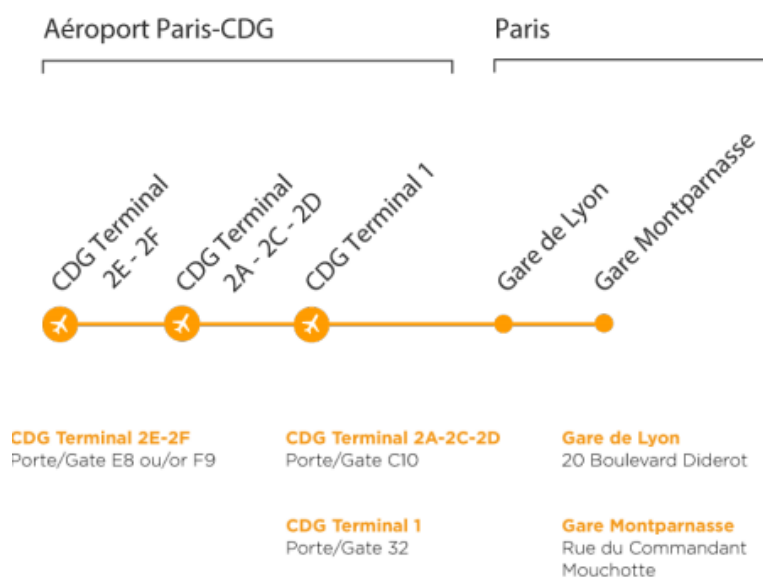 Aéroport Paris-CDG
Paris
CDG Terminal
2E - 2F
CDG Terminal
2A - 2C - 2D
CDG Terminal 1
Gare de Lyon
Gare Montparnasse
CDG Terminal 2E-2F
Porte/Gate E8 ou/or F9
CDG Terminal 2A-2C-2D
Porte/Gate C10
CDG Terminal 1
Porte/Gate 32
Gare de Lyon
20 Boulevard Diderot
Gare Montparnasse
Rue du Commandant
Mouchotte